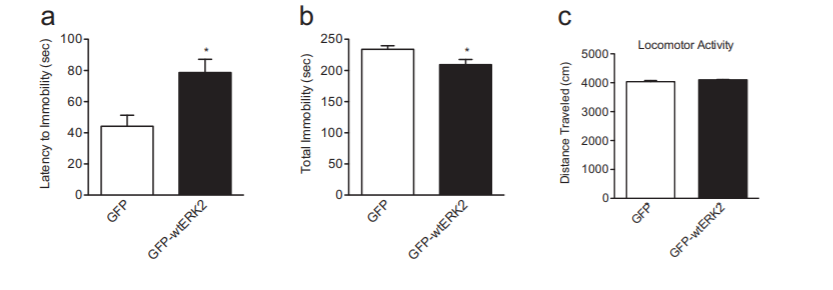 a
Latency to Immobility (sec)
100
80
60
40
20
0
*
GFP
GFP-wtERK2
b
Total Immobility (sec)
250
200
150
100
50
0
*
GFP
GFP-wtERK2
c
Locomotor Activity
Distance Traveled (cm)
5000
4000
3000
2000
1000
0
GFP
GFP-wtERK2